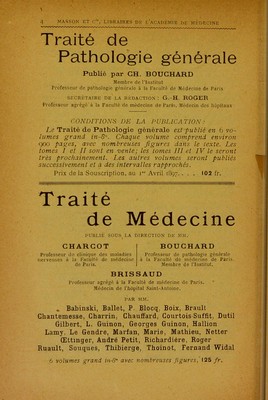 4 MASSON ET Cie, LIBRAIRES DE L'ACADÉMIE DE MÉDECINE
Traité de
Pathologie générale
Publié par CH. BOUCHARD
Membre de l'Institut
Professeur de pathologie générale à la Faculté de Médecine de Paris
SECRÉTAIRE DE LA RÉDACTION: G.-H. ROGER
Professeur agrégé à la Faculté de médecine de Paris, Médecin des hôpitaux
CONDITIONS DE LA PUBLICATION:
Le Traité de Pathologie générale est publié en 6 vo-
lumes grand in-8º. Chaque volume comprend environ
900 pages, avec nombreuses figures dans le texte. Les
tomes I et II sont en vente; les tomes III et IV le seront
très prochainement. Les autres volumes seront publiés
successivement et à des intervalles rapprochés.
Prix de la Souscription, au 1er Avril 1897.... 102 fr.
Traité
de Médecine
PUBLIÉ SOUS LA DIRECTION DE MM.
CHARCOT
Professeur de clinique des maladies
nerveuses à la Faculté de médecine
de Paris.
BOUCHARD
Professeur de pathologie générale
à la Faculté de médecine de Paris,
Membre de l'Institut.
BRISSAUD
Professeur agrégé à la Faculté de médecine de Paris,
Médecin de l'hôpital Saint-Antoine.
PAR MM.
Babinski, Ballet, P. Blocq, Boix, Brault
Chantemesse, Charrin, Chauffard, Courtois-Suffit, Dutil
Gilbert, L. Guinon, Georges Guinon, Hallion
Lamy, Le Gendre, Marfan, Marie, Mathieu, Netter
Œttinger, André Petit, Richardière, Roger
Ruault, Souques, Thibierge, Thoinot, Fernand Widal
6 volumes grand in-8º avec nombreuses figures, 125 fr.